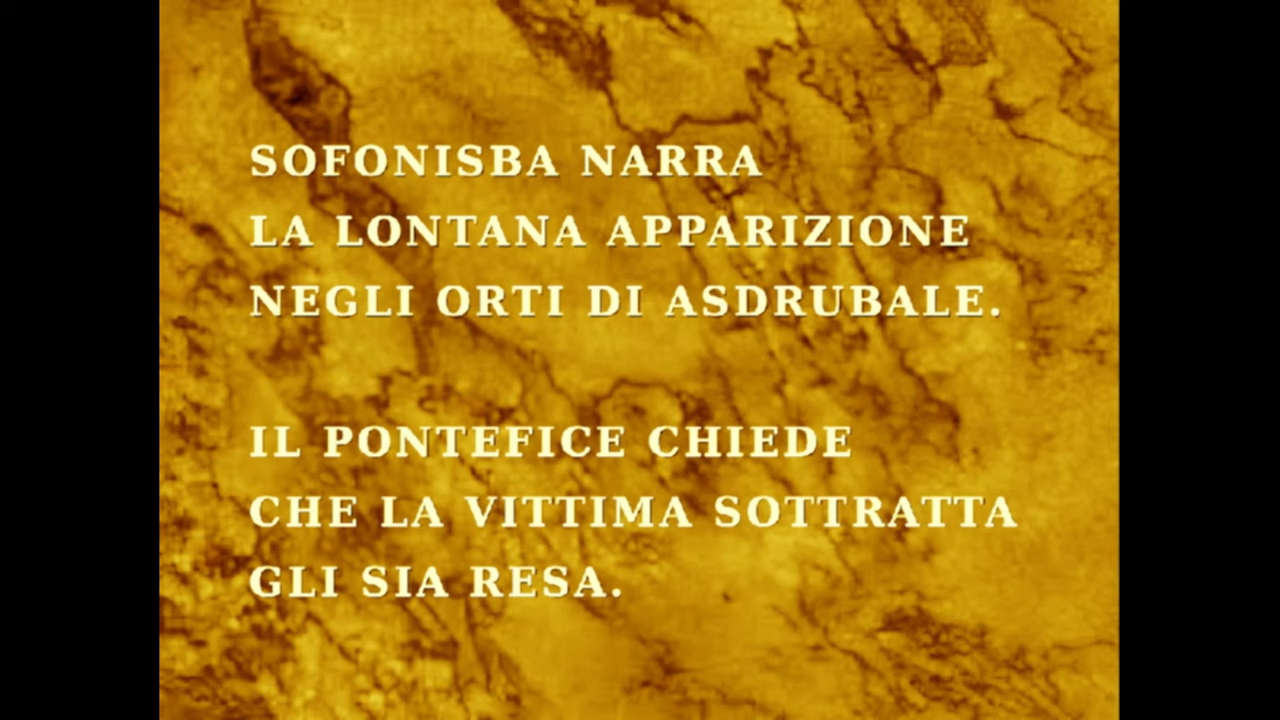 SOFONISBA NARRA
LA LONTANA APPARIZIONE
NEGLI ORTI DI ASDRUBALE.
IL PONTEFICE CHIEDE
CHE LA VITTIMA SOTTRATTA
GLI SIA RESA.